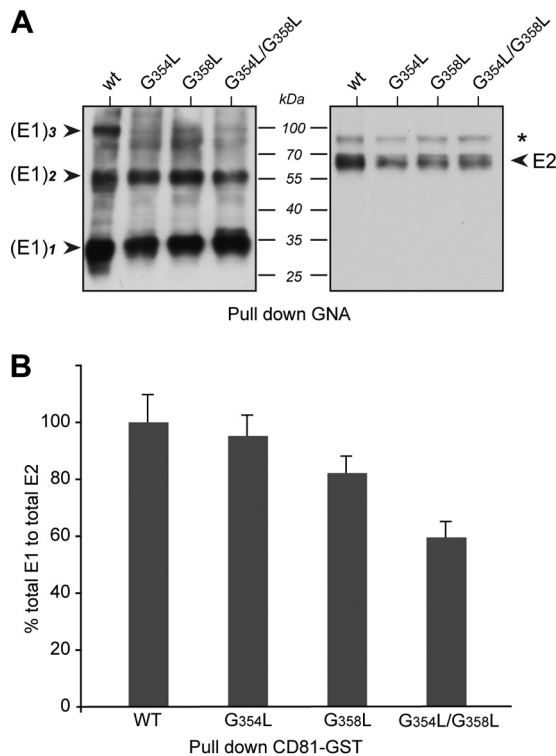 A
wt G354L G358L G354L/G358L
wt G354L G358L G354L/G358L
kDa
(E1)3
(E1)2
(E1)1
100
70
55
40
35
25
*
E2
Pull down GNA
B
% total E1 to total E2
100
80
60
40
20
0
WT G354L G358L G354L/G358L
Pull down CD81-GST